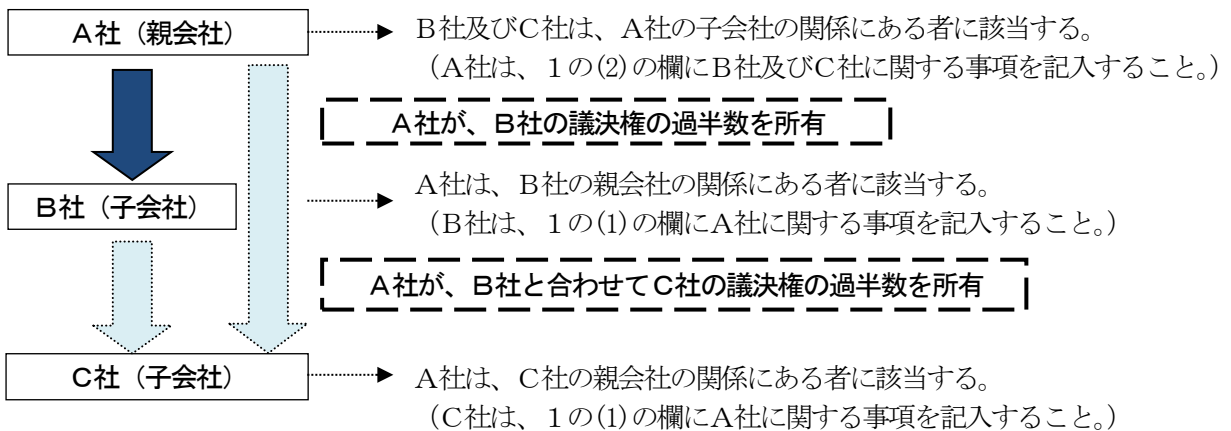 A社（親会社）
B社及びC社は、A社の子会社の関係にある者に該当する。
（A社は、１の(2)の欄にB社及びC社に関する事項を記入すること。）
A社が、B社の議決権の過半数を所有
B社（子会社）
A社は、B社の親会社の関係にある者に該当する。
（B社は、１の(1)の欄にA社に関する事項を記入すること。）
A社が、B社と合わせてC社の議決権の過半数を所有
C社（子会社）
A社は、C社の親会社の関係にある者に該当する。
（C社は、１の(1)の欄にA社に関する事項を記入すること。）